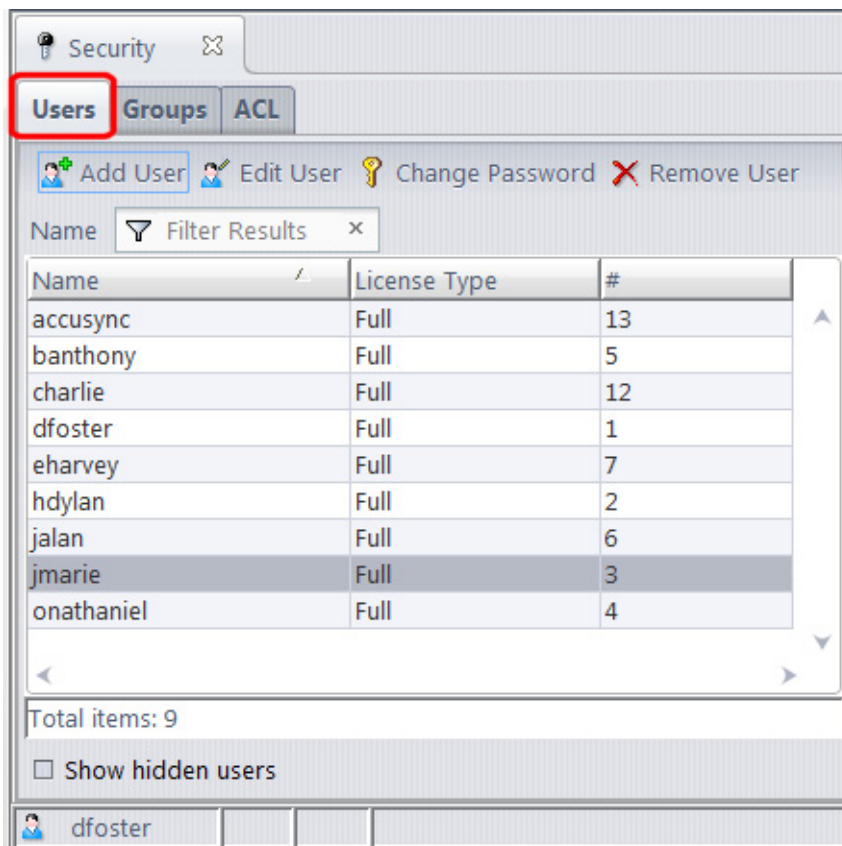 Security
Users Groups ACL
Add User Edit User Change Password Remove User
Name Filter Results ×
Name License Type #
accusync Full 13
banthony Full 5
charlie Full 12
dfoster Full 1
eharvey Full 7
hdylan Full 2
jalan Full 6
jmarie Full 3
onathaniel Full 4
Total items: 9
Show hidden users
dfoster